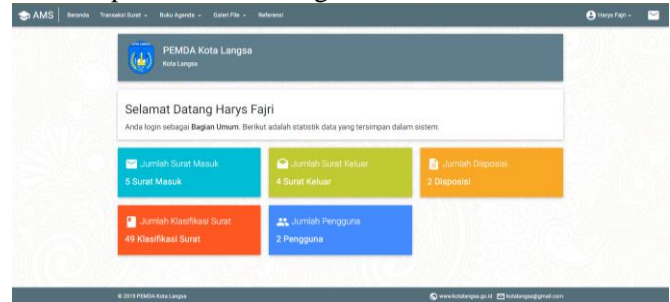 AMS Beranda Transaksi Surat Buku Agenda Galeri File Referensi Harys Fajri
PEMDA Kota Langsa
Kota Langsa
Selamat Datang Harys Fajri
Anda login sebagai Bagian Umum. Berikut adalah statistik data yang tersimpan dalam sistem.
Jumlah Surat Masuk
5 Surat Masuk
Jumlah Surat Keluar
4 Surat Keluar
Jumlah Disposisi
2 Disposisi
Jumlah Klasifikasi Surat
49 Klasifikasi Surat
Jumlah Pengguna
2 Pengguna
© 2019 PEMDA Kota Langsa www.kotalangsa.go.id kotalangsa@gmail.com